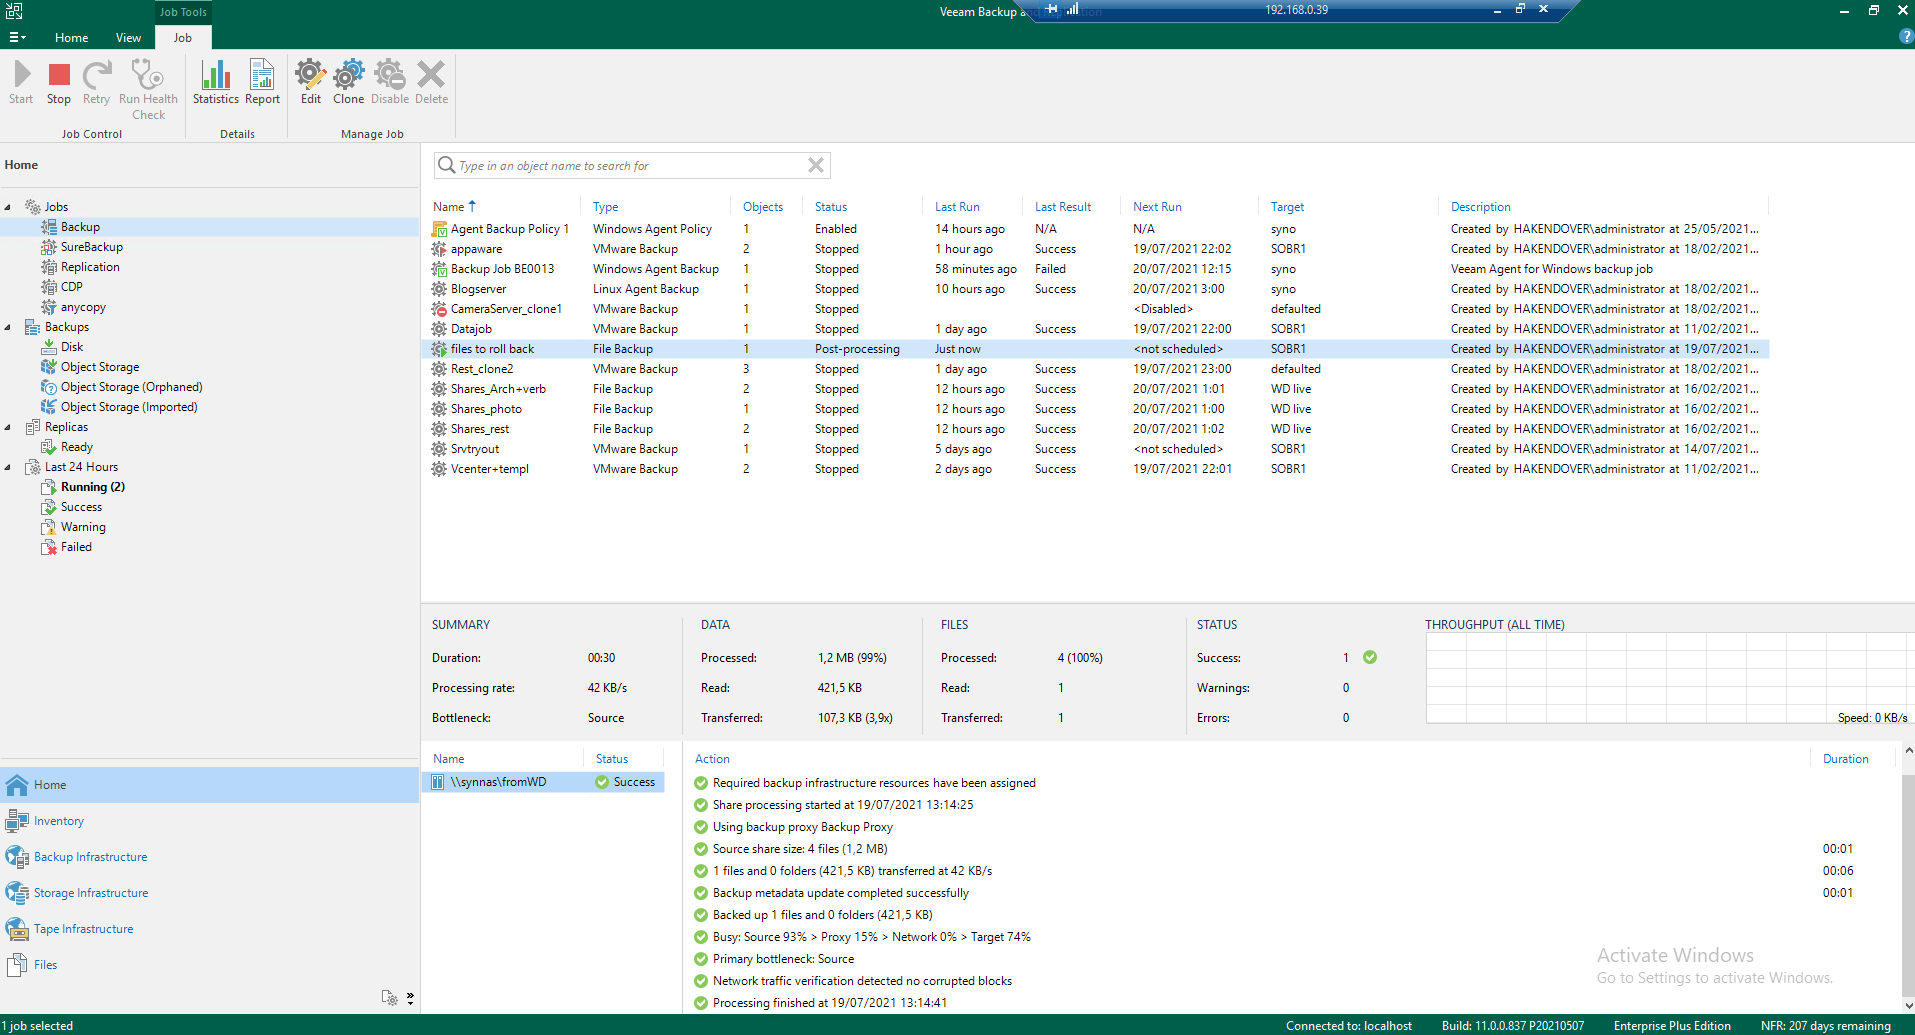 Job Tools
Veeam Backup and
192.168.0.39
Home View Job
Start Stop Retry Run Health Check Statistics Report Edit Clone Disable Delete
Job Control Details Manage Job
Home
Jobs
Backup
SureBackup
Replication
CDP
anycopy
Backups
Disk
Object Storage
Object Storage (Orphaned)
Object Storage (Imported)
Replicas
Ready
Last 24 Hours
Running (2)
Success
Warning
Failed
Home
Inventory
Backup Infrastructure
Storage Infrastructure
Tape Infrastructure
Files
Type in an object name to search for
Name Type Objects Status Last Run Last Result Next Run Target Description
Agent Backup Policy 1 Windows Agent Policy 1 Enabled 14 hours ago N/A N/A syno Created by HAKENDOVER\administrator at 25/05/2021...
appaware VMware Backup 2 Stopped 1 hour ago Success 19/07/2021 22:02 SOBR1 Created by HAKENDOVER\administrator at 18/02/2021...
Backup Job BE0013 Windows Agent Backup 1 Stopped 58 minutes ago Failed 20/07/2021 12:15 syno Veeam Agent for Windows backup job
Blogserver Linux Agent Backup 1 Stopped 10 hours ago Success 20/07/2021 3:00 syno Created by HAKENDOVER\administrator at 18/02/2021...
CameraServer_clone1 VMware Backup 1 Stopped <Disabled> defaulted Created by HAKENDOVER\administrator at 18/02/2021...
Datajob VMware Backup 1 Stopped 1 day ago Success 19/07/2021 22:00 SOBR1 Created by HAKENDOVER\administrator at 11/02/2021...
files to roll back File Backup 1 Post-processing Just now <not scheduled> SOBR1 Created by HAKENDOVER\administrator at 19/07/2021...
Rest_clone2 VMware Backup 3 Stopped 1 day ago Success 19/07/2021 23:00 defaulted Created by HAKENDOVER\administrator at 18/02/2021...
Shares_Arch+verb File Backup 2 Stopped 12 hours ago Success 20/07/2021 1:01 WD live Created by HAKENDOVER\administrator at 16/02/2021...
Shares_photo File Backup 1 Stopped 12 hours ago Success 20/07/2021 1:00 WD live Created by HAKENDOVER\administrator at 16/02/2021...
Shares_rest File Backup 2 Stopped 12 hours ago Success 20/07/2021 1:02 WD live Created by HAKENDOVER\administrator at 16/02/2021...
Srvtryout VMware Backup 1 Stopped 5 days ago Success <not scheduled> SOBR1 Created by HAKENDOVER\administrator at 14/07/2021...
Vcenter+templ VMware Backup 2 Stopped 2 days ago Success 19/07/2021 22:01 SOBR1 Created by HAKENDOVER\administrator at 11/02/2021...
SUMMARY DATA FILES STATUS THROUGHPUT (ALL TIME)
Duration: 00:30 Processed: 1,2 MB (99%) Processed: 4 (100%) Success: 1
Processing rate: 42 KB/s Read: 421,5 KB Read: 1 Warnings: 0
Bottleneck: Source Transferred: 107,3 KB (3,9x) Transferred: 1 Errors: 0 Speed: 0 KB/s
Name Status Action Duration
\\synnas\fromWD Success Required backup infrastructure resources have been assigned
Share processing started at 19/07/2021 13:14:25
Using backup proxy Backup Proxy
Source share size: 4 files (1,2 MB) 00:01
1 files and 0 folders (421,5 KB) transferred at 42 KB/s 00:06
Backup metadata update completed successfully 00:01
Backed up 1 files and 0 folders (421,5 KB)
Busy: Source 93% > Proxy 15% > Network 0% > Target 74%
Primary bottleneck: Source
Network traffic verification detected no corrupted blocks
Processing finished at 19/07/2021 13:14:41
Activate Windows
Go to Settings to activate Windows.
1 job selected Connected to: localhost Build: 11.0.0.837 P20210507 Enterprise Plus Edition NFR: 207 days remaining